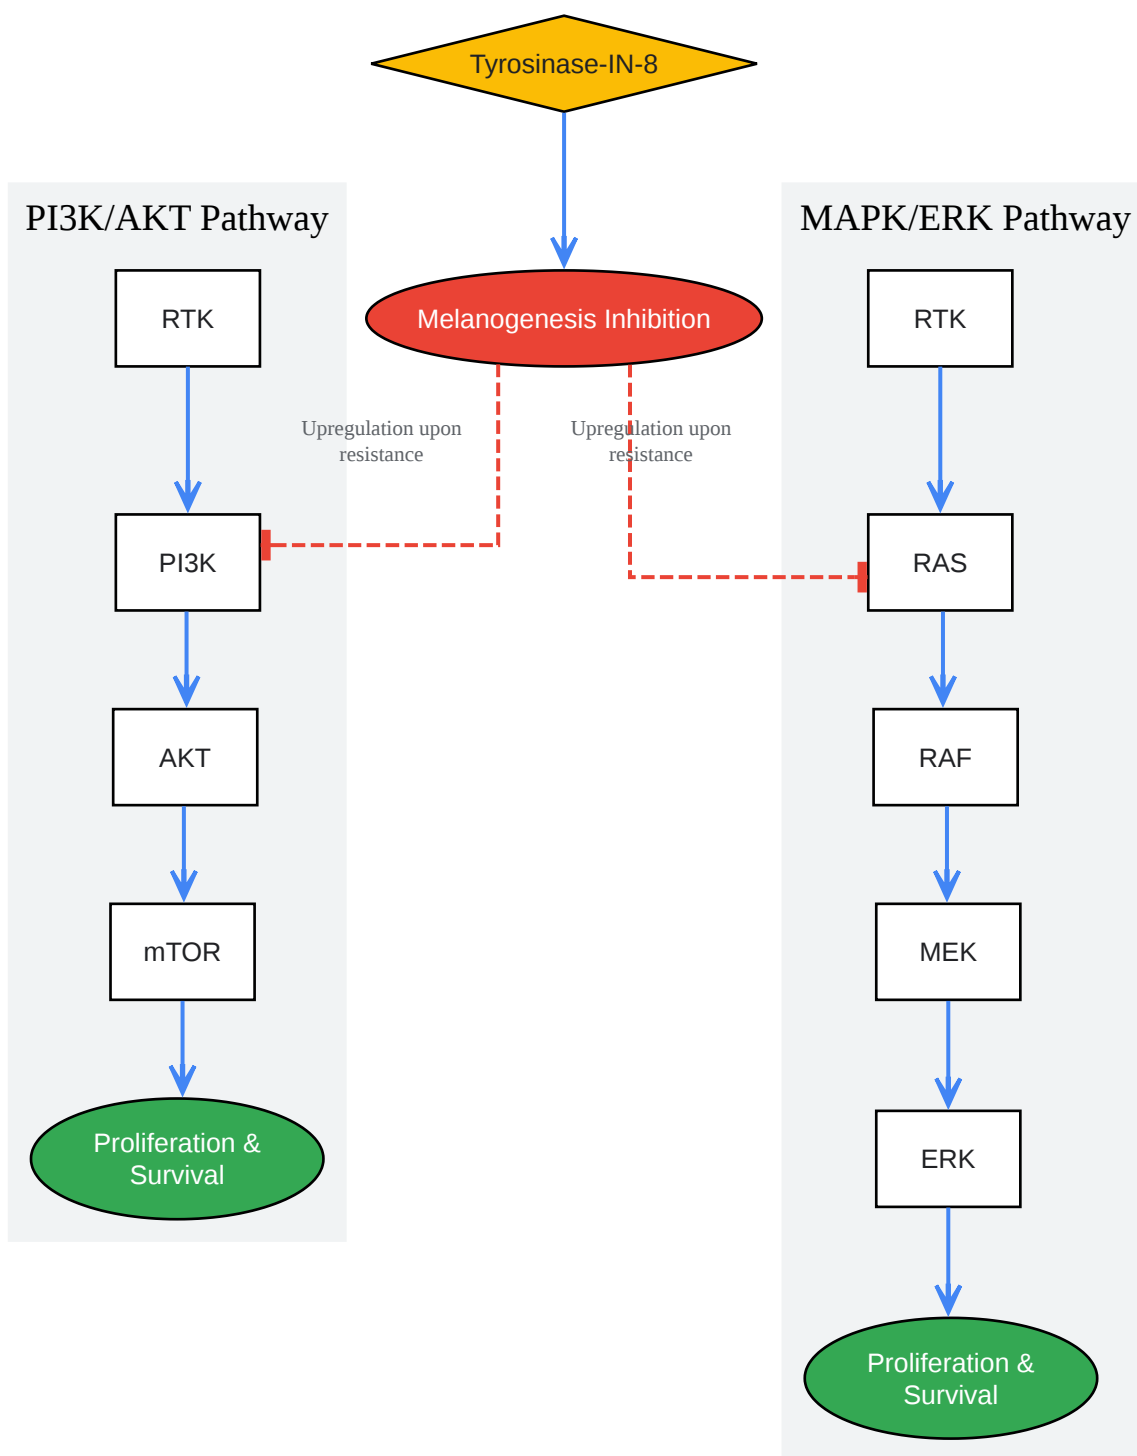 Tyrosinase-IN-8
PI3K/AKT Pathway
MAPK/ERK Pathway
RTK
Melanogenesis Inhibition
RTK
Upregulation upon
resistance
Upregulation upon
resistance
PI3K
RAS
AKT
RAF
mTOR
MEK
Proliferation &
Survival
ERK
Proliferation &
Survival